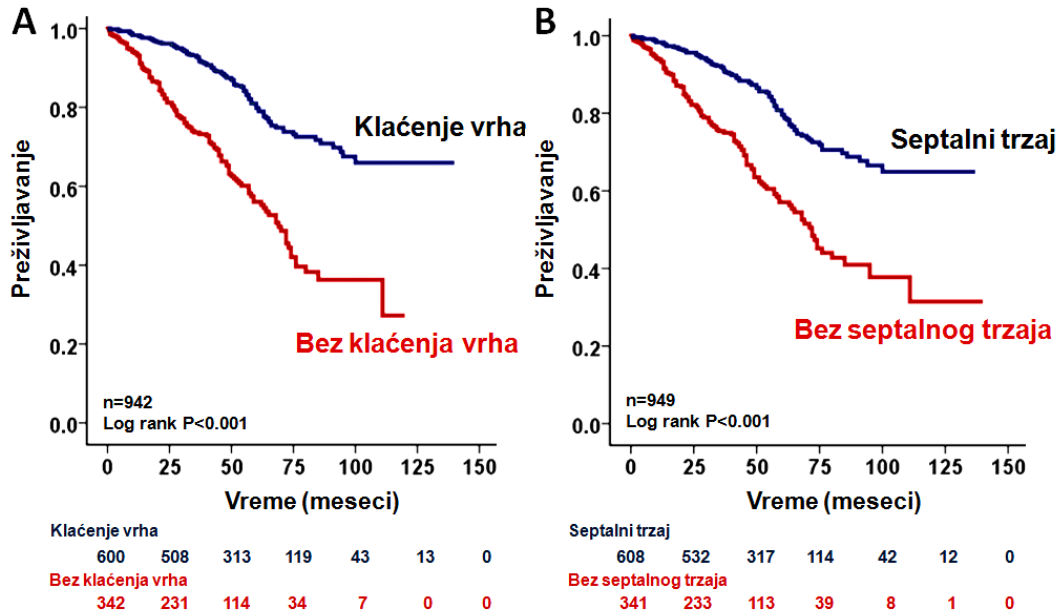 A
1.0
0.8
0.6
0.4
0.2
0.0
Preživljavanje
Klaćenje vrha
Bez klaćenja vrha
n=942
Log rank P<0.001
0 25 50 75 100 125 150
Vreme (meseci)
Klaćenje vrha
600 508 313 119 43 13 0
Bez klaćenja vrha
342 231 114 34 7 0 0
B
1.0
0.8
0.6
0.4
0.2
0.0
Preživljavanje
Septalni trzaj
Bez septalnog trzaja
n=949
Log rank P<0.001
0 25 50 75 100 125 150
Vreme (meseci)
Septalni trzaj
608 532 317 114 42 12 0
Bez septalnog trzaja
341 233 113 39 8 1 0